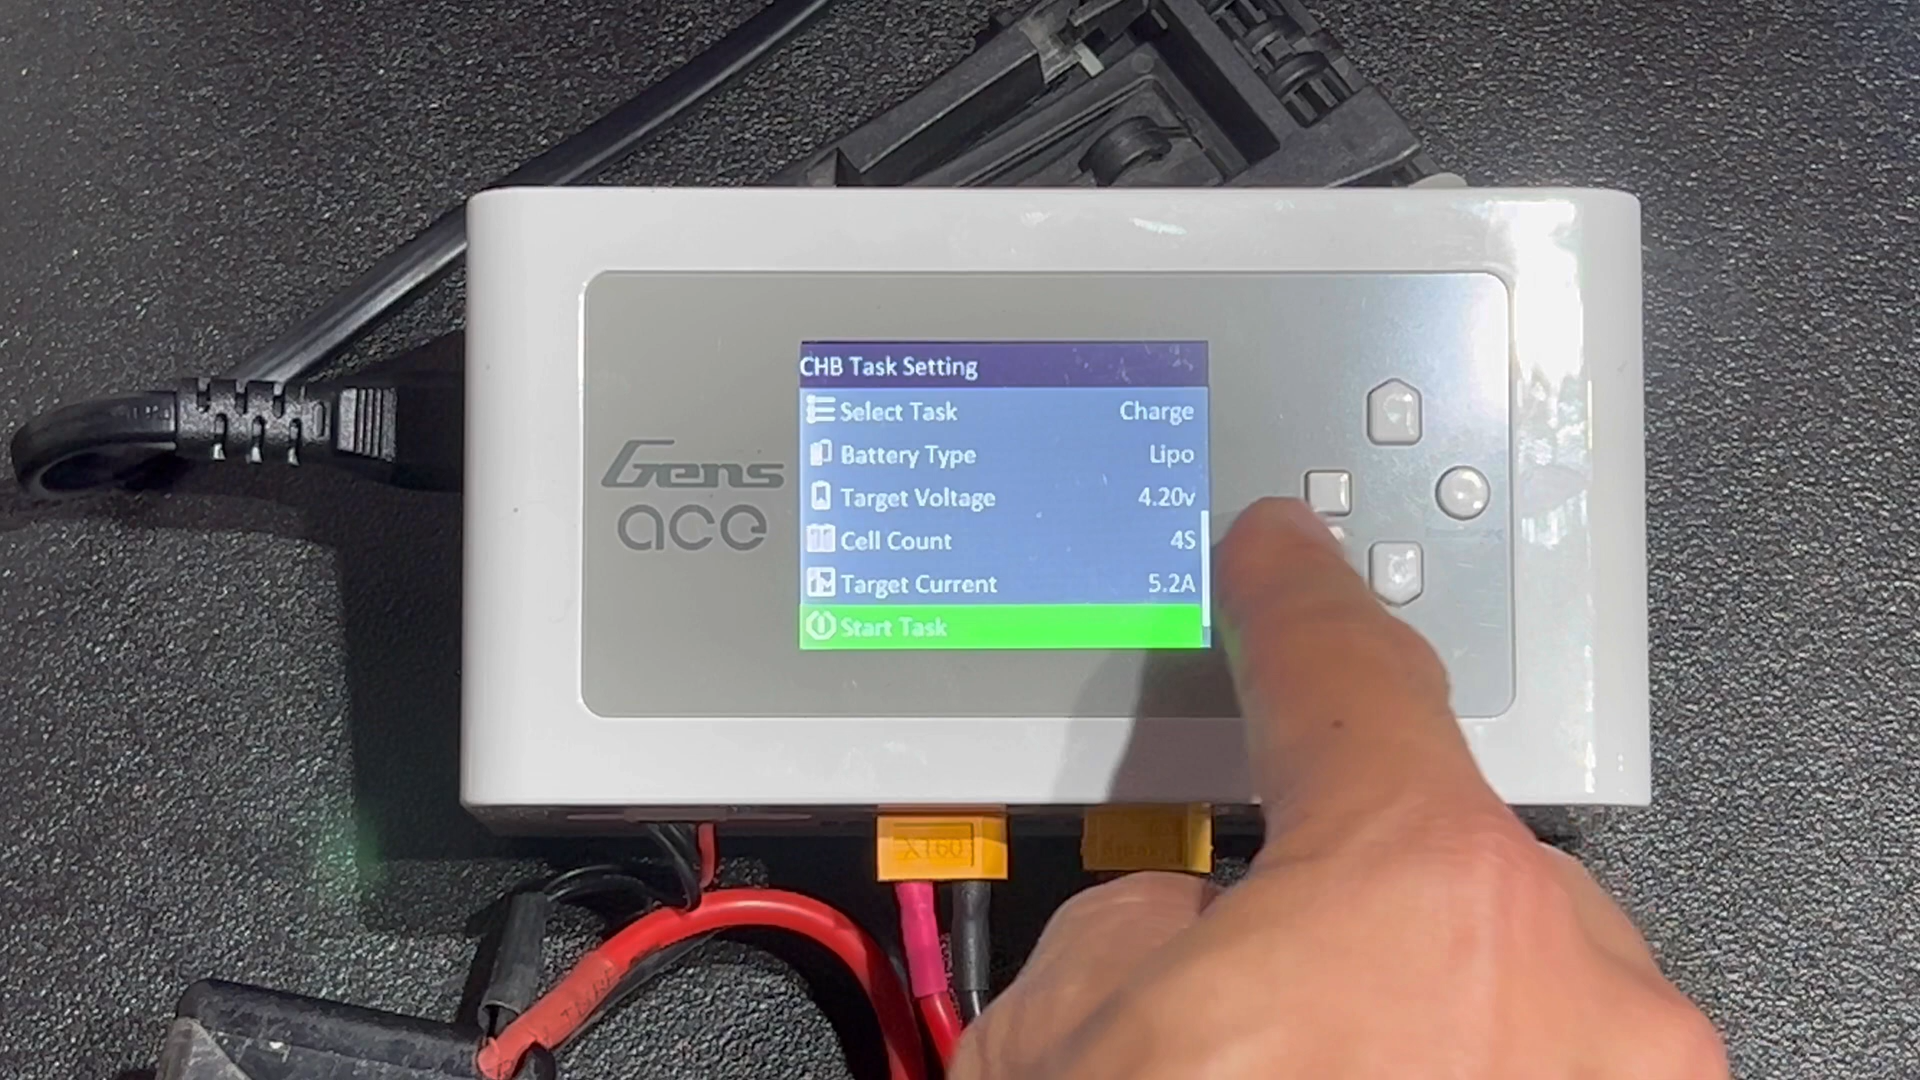 CHB Task Setting
Select Task Charge
Battery Type Lipo
Target Voltage 4.20v
Cell Count 4S
Target Current 5.2A
Start Task
Gens
ace
XT60